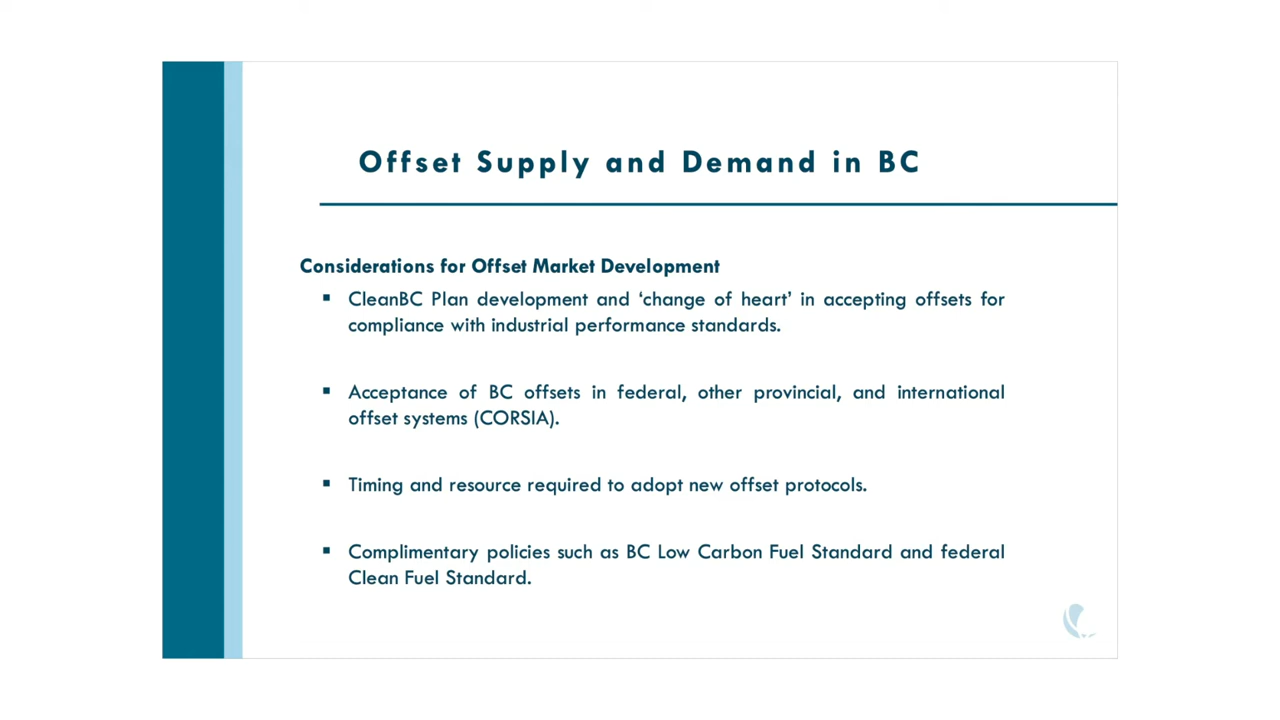 Offset Supply and Demand in BC
Considerations for Offset Market Development
▪ CleanBC Plan development and ‘change of heart’ in accepting offsets for
compliance with industrial performance standards.
▪ Acceptance of BC offsets in federal, other provincial, and international
offset systems (CORSIA).
▪ Timing and resource required to adopt new offset protocols.
▪ Complimentary policies such as BC Low Carbon Fuel Standard and federal
Clean Fuel Standard.